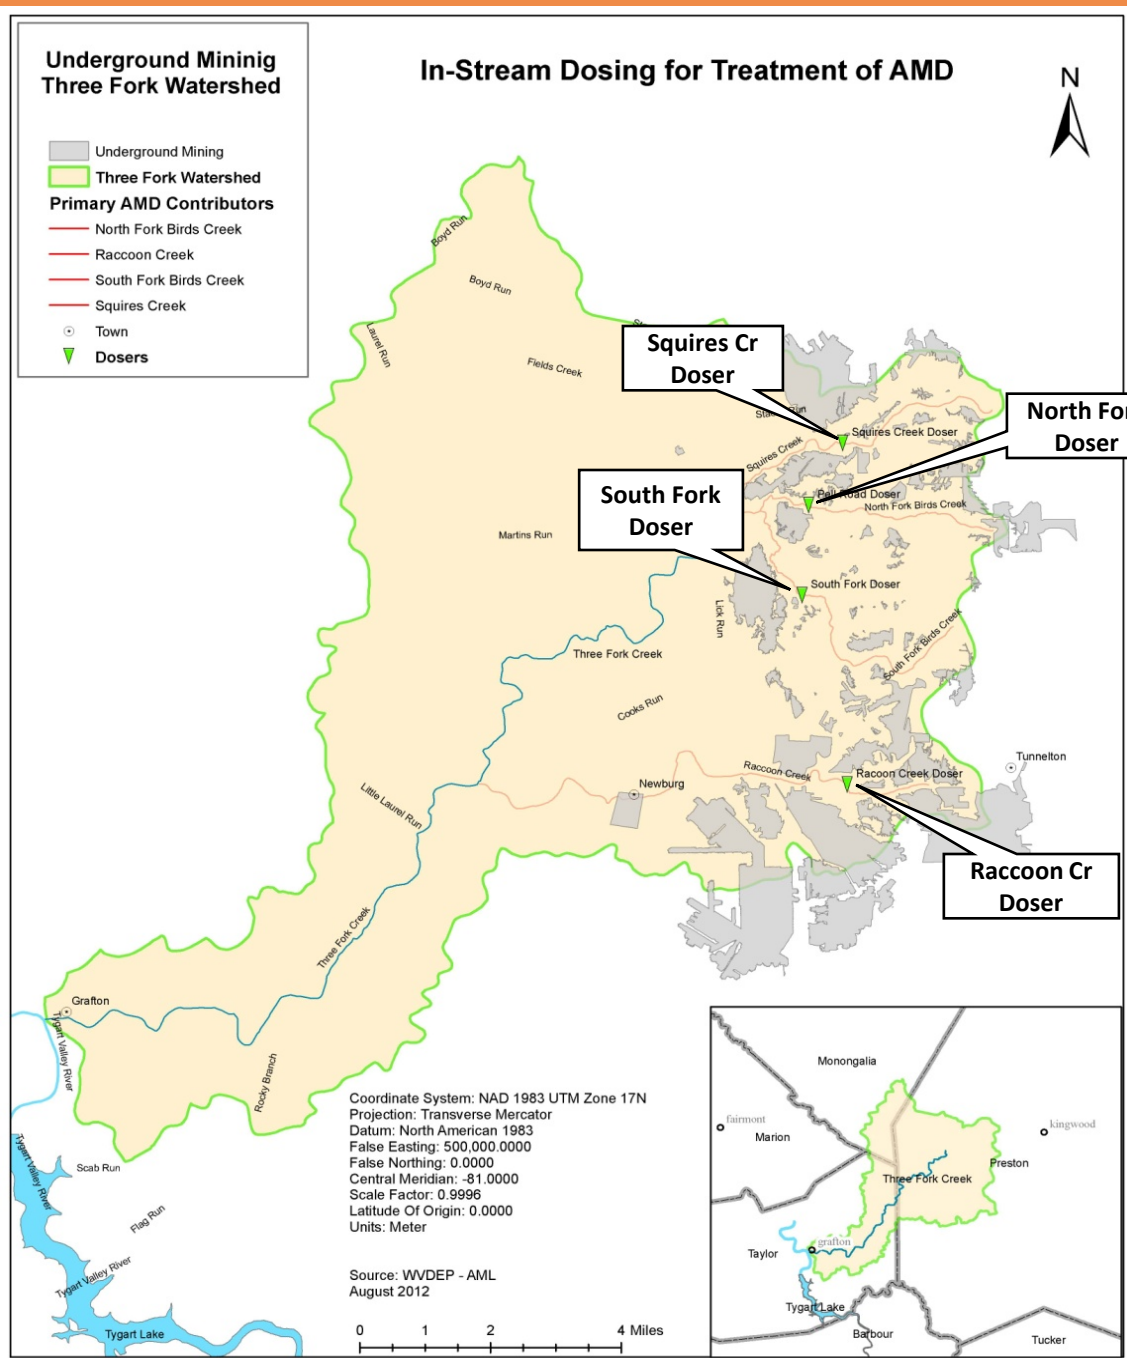 Underground Mininig
Three Fork Watershed
Underground Mining
Three Fork Watershed
Primary AMD Contributors
North Fork Birds Creek
Raccoon Creek
South Fork Birds Creek
Squires Creek
Town
Dosers
In-Stream Dosing for Treatment of AMD
N
Boyd Run
Boyd Run
Laurel Run
Fields Creek
Squires Cr
Doser
Squires Creek Doser
Squires Creek
North For
Doser
Road Doser
North Fork Birds Creek
South Fork
Doser
Martins Run
South Fork Doser
Lick Run
South Fork Birds Creek
Three Fork Creek
Cooks Run
Tunnelton
Raccoon Creek
Racoon Creek Doser
Newburg
Little Laurel Run
Raccoon Cr
Doser
Three Fork Creek
Grafton
Tygart Valley River
Rocky Branch
Coordinate System: NAD 1983 UTM Zone 17N
Projection: Transverse Mercator
Datum: North American 1983
False Easting: 500,000.0000
False Northing: 0.0000
Central Meridian: -81.0000
Scale Factor: 0.9996
Latitude Of Origin: 0.0000
Units: Meter
Source: WVDEP - AML
August 2012
0 1 2 4 Miles
Tygart Valley River
Scab Run
Flag Run
Tygart Valley River
Tygart Lake
Monongalia
fairmont
Marion
kingwood
Preston
Three Fork Creek
Taylor
grafton
Tygart Lake
Barbour
Tucker